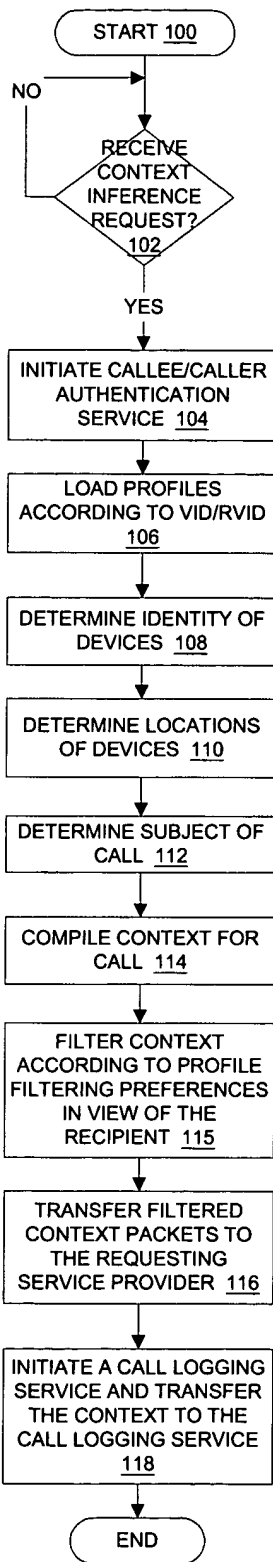 START 100
NO
RECEIVE
CONTEXT
INFERENCE
REQUEST?
102
YES
INITIATE CALLEE/CALLER
AUTHENTICATION
SERVICE 104
LOAD PROFILES
ACCORDING TO VID/RVID
106
DETERMINE IDENTITY OF
DEVICES 108
DETERMINE LOCATIONS
OF DEVICES 110
DETERMINE SUBJECT OF
CALL 112
COMPILE CONTEXT FOR
CALL 114
FILTER CONTEXT
ACCORDING TO PROFILE
FILTERING PREFERENCES
IN VIEW OF THE
RECIPIENT 115
TRANSFER FILTERED
CONTEXT PACKETS TO
THE REQUESTING
SERVICE PROVIDER 116
INITIATE A CALL LOGGING
SERVICE AND TRANSFER
THE CONTEXT TO THE
CALL LOGGING SERVICE
118
END